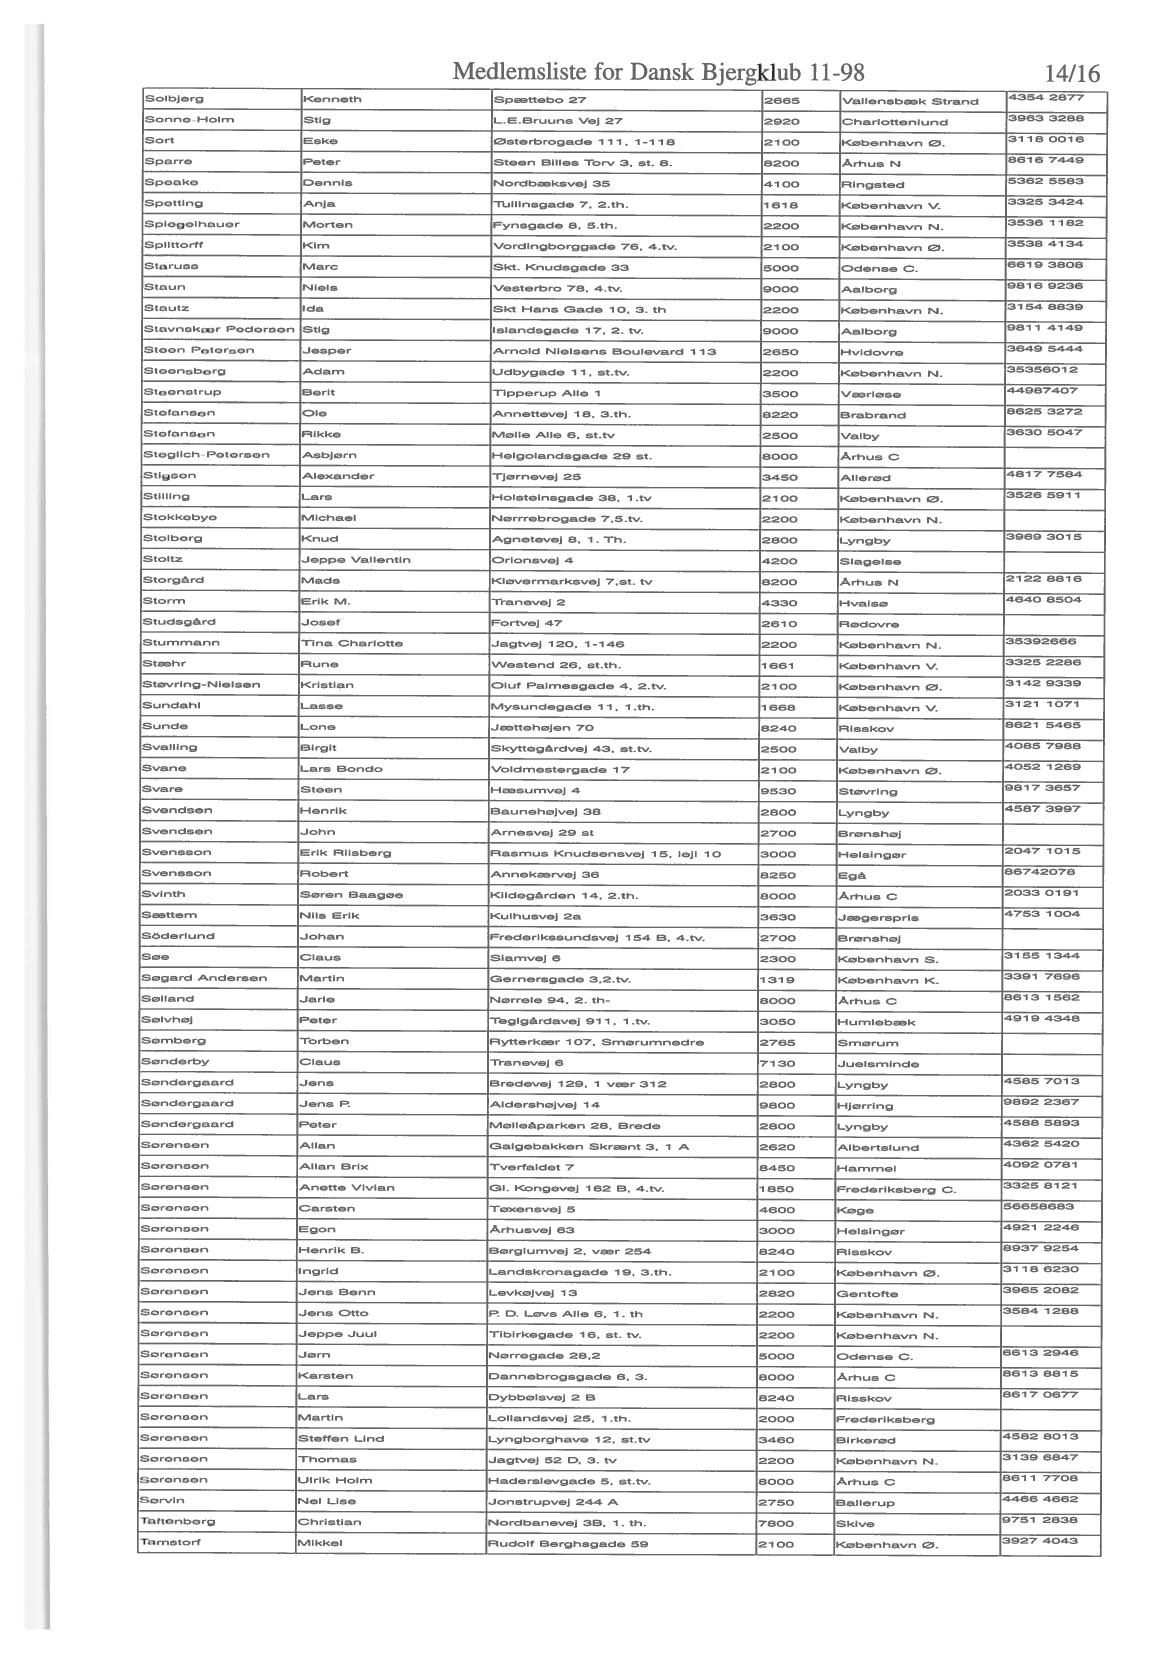 Medlemsliste for Dansk Bjergklub 11-98 14/16
Solbjerg Kenneth Spættebo 27 2665 Vallensbæk Strand 4354 2877
Sonne-Holm Stig L.E.Bruuns Vej 27 2920 Charlottenlund 3963 3288
Sort Eske Østerbrogade 111, 1-118 2100 København Ø. 3118 0016
Sparre Peter Steen Billes Torv 3, st. 8. 8200 Århus N 8616 7449
Speake Dennis Nordbæksvej 35 4100 Ringsted 5362 5583
Spetting Anja Tullinsgade 7, 2.th. 1618 København V. 3325 3424
Spiegelhauer Morten Fynsgade 8, 5.th. 2200 København N. 3536 1182
Splittorff Kim Vordingborggade 76, 4.tv. 2100 København Ø. 3538 4134
Staruss Marc Skt. Knudsgade 33 5000 Odense C. 6619 3808
Staun Niels Vesterbro 78, 4.tv. 9000 Aalborg 9816 9236
Stautz Ida Skt Hans Gade 10, 3. th 2200 København N. 3154 8839
Stavnskær Pedersen Stig Islandsgade 17, 2. tv. 9000 Aalborg 9811 4149
Steen Petersen Jesper Arnold Nielsens Boulevard 113 2650 Hvidovre 3649 5444
Steensberg Adam Udbygade 11, st.tv. 2200 København N. 35356012
Steenstrup Berit Tipperup Alle 1 3500 Værløse 44987407
Stefansen Ole Annettevej 18, 3.th. 8220 Brabrand 8625 3272
Stefansen Rikke Mølle Alle 6, st.tv 2500 Valby 3630 5047
Steglich-Petersen Asbjørn Helgolandsgade 29 st. 8000 Århus C
Stigson Alexander Tjørnevej 25 3450 Allerød 4817 7584
Stilling Lars Holsteinsgade 38, 1.tv 2100 København Ø. 3526 5911
Stokkebye Michael Nørrrebrogade 7,5.tv. 2200 København N.
Stolberg Knud Agnetevej 8, 1. Th. 2800 Lyngby 3969 3015
Stoltz Jeppe Vallentin Orionsvej 4 4200 Slagelse
Storgård Mads Kløvermarksvej 7,st. tv 8200 Århus N 2122 8816
Storm Erik M. Tranevej 2 4330 Hvalsø 4640 8504
Studsgård Josef Fortvej 47 2610 Rødovre
Stummann Tina Charlotte Jagtvej 120, 1-146 2200 København N. 35392666
Stæhr Rune Westend 26, st.th. 1661 København V. 3325 2286
Støvring-Nielsen Kristian Oluf Palmesgade 4, 2.tv. 2100 København Ø. 3142 9339
Sundahl Lasse Mysundegade 11, 1.th. 1668 København V. 3121 1071
Sunde Lone Jættehøjen 70 8240 Risskov 8621 5465
Svalling Birgit Skyttegårdvej 43, st.tv. 2500 Valby 4085 7988
Svane Lars Bondo Voldmestergade 17 2100 København Ø. 4052 1269
Svare Steen Hæsumvej 4 9530 Støvring 9817 3657
Svendsen Henrik Baunehøjvej 38 2800 Lyngby 4587 3997
Svendsen John Arnesvej 29 st 2700 Brønshøj
Svensson Erik Riisberg Rasmus Knudsensvej 15, lejl 10 3000 Helsingør 2047 1015
Svensson Robert Annekærvej 36 8250 Egå 86742078
Svinth Søren Baagøe Kildegården 14, 2.th. 8000 Århus C 2033 0191
Sættem Nils Erik Kulhusvej 2a 3630 Jægerspris 4753 1004
Söderlund Johan Frederikssundsvej 154 B, 4.tv. 2700 Brønshøj
Søe Claus Slamvej 6 2300 København S. 3155 1344
Søgard Andersen Martin Gernersgade 3,2.tv. 1319 København K. 3391 7696
Sølland Jarle Nørrele 94, 2. th- 8000 Århus C 8613 1562
Sølvhøj Peter Teglgårdavej 911, 1.tv. 3050 Humlebæk 4919 4348
Sømberg Torben Rytterkær 107, Smørumnedre 2765 Smørum
Sønderby Claus Tranevej 6 7130 Juelsminde
Søndergaard Jens Bredevej 129, 1 vær 312 2800 Lyngby 4585 7013
Søndergaard Jens P. Aldershøjvej 14 9800 Hjørring 9892 2367
Søndergaard Peter Mølleåparken 28, Brede 2800 Lyngby 4588 5893
Sørensen Allan Galgebakken Skrænt 3, 1 A 2620 Albertslund 4362 5420
Sørensen Allan Brix Tverfaldet 7 8450 Hammel 4092 0781
Sørensen Anette Vivian Gl. Kongevej 162 B, 4.tv. 1850 Frederiksberg C. 3325 8121
Sørensen Carsten Tøxensvej 5 4600 Køge 56658683
Sørensen Egon Århusvej 63 3000 Helsingør 4921 2246
Sørensen Henrik B. Børglumvej 2, vær 254 8240 Risskov 8937 9254
Sørensen Ingrid Landskronagade 19, 3.th. 2100 København Ø. 3118 6230
Sørensen Jens Benn Levkøjvej 13 2820 Gentofte 3965 2082
Sørensen Jens Otto P. D. Løvs Alle 6, 1. th 2200 København N. 3584 1288
Sørensen Jeppe Juul Tibirkegade 16, st. tv. 2200 København N.
Sørensen Jørn Nørregade 28,2 5000 Odense C. 6613 2946
Sørensen Karsten Dannebrogsgade 6, 3. 8000 Århus C 8613 8815
Sørensen Lars Dybbølsvej 2 B 8240 Risskov 8617 0677
Sørensen Martin Lollandsvej 25, 1.th. 2000 Frederiksberg
Sørensen Steffen Lind Lyngborghave 12, st.tv 3460 Birkerød 4582 8013
Sørensen Thomas Jagtvej 52 D, 3. tv 2200 København N. 3139 6847
Sørensen Ulrik Holm Haderslevgade 5, st.tv. 8000 Århus C 8611 7708
Sørvin Nel Lise Jonstrupvej 244 A 2750 Ballerup 4466 4662
Taftenberg Christian Nordbanevej 3B, 1. th. 7800 Skive 9751 2838
Tamstorf Mikkel Rudolf Berghsgade 59 2100 København Ø. 3927 4043